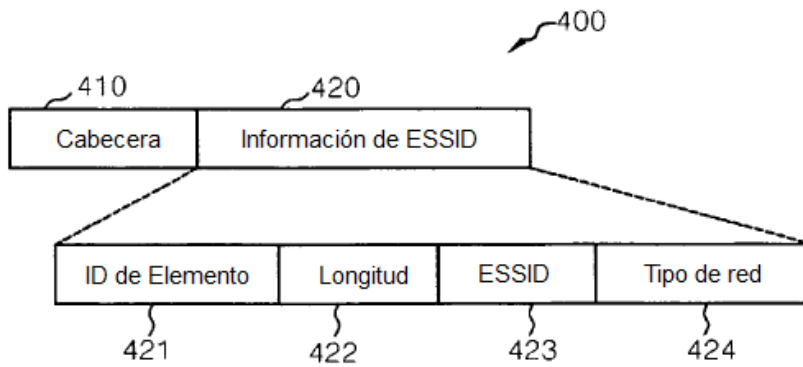 400
410 420
Cabecera Información de ESSID
ID de Elemento Longitud ESSID Tipo de red
421 422 423 424